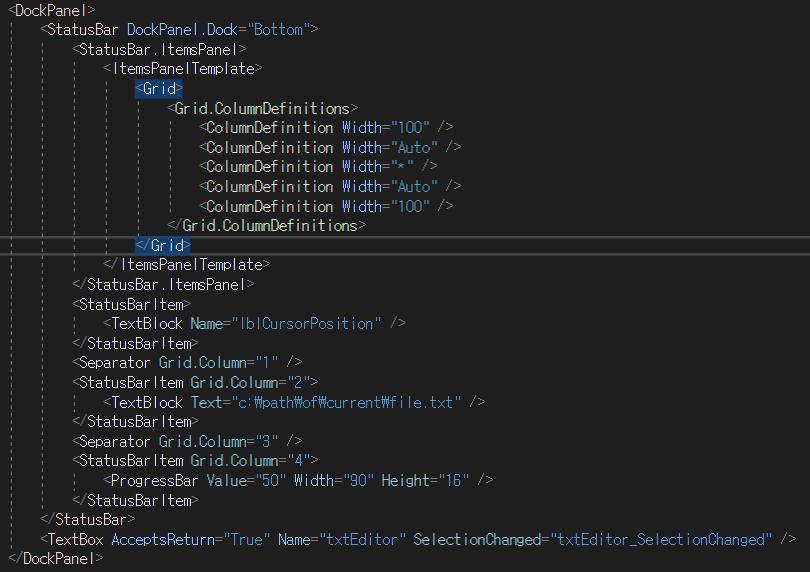 <DockPanel>
<StatusBar DockPanel.Dock="Bottom">
<StatusBar.ItemsPanel>
<ItemsPanelTemplate>
<Grid>
<Grid.ColumnDefinitions>
<ColumnDefinition Width="100" />
<ColumnDefinition Width="Auto" />
<ColumnDefinition Width="*" />
<ColumnDefinition Width="Auto" />
<ColumnDefinition Width="100" />
</Grid.ColumnDefinitions>
</Grid>
</ItemsPanelTemplate>
</StatusBar.ItemsPanel>
<StatusBarItem>
<TextBlock Name="lblCursorPosition" />
</StatusBarItem>
<Separator Grid.Column="1" />
<StatusBarItem Grid.Column="2">
<TextBlock Text="c:₩path₩of₩current₩file.txt" />
</StatusBarItem>
<Separator Grid.Column="3" />
<StatusBarItem Grid.Column="4">
<ProgressBar Value="50" Width="90" Height="16" />
</StatusBarItem>
</StatusBar>
<TextBox AcceptsReturn="True" Name="txtEditor" SelectionChanged="txtEditor_SelectionChanged" />
</DockPanel>